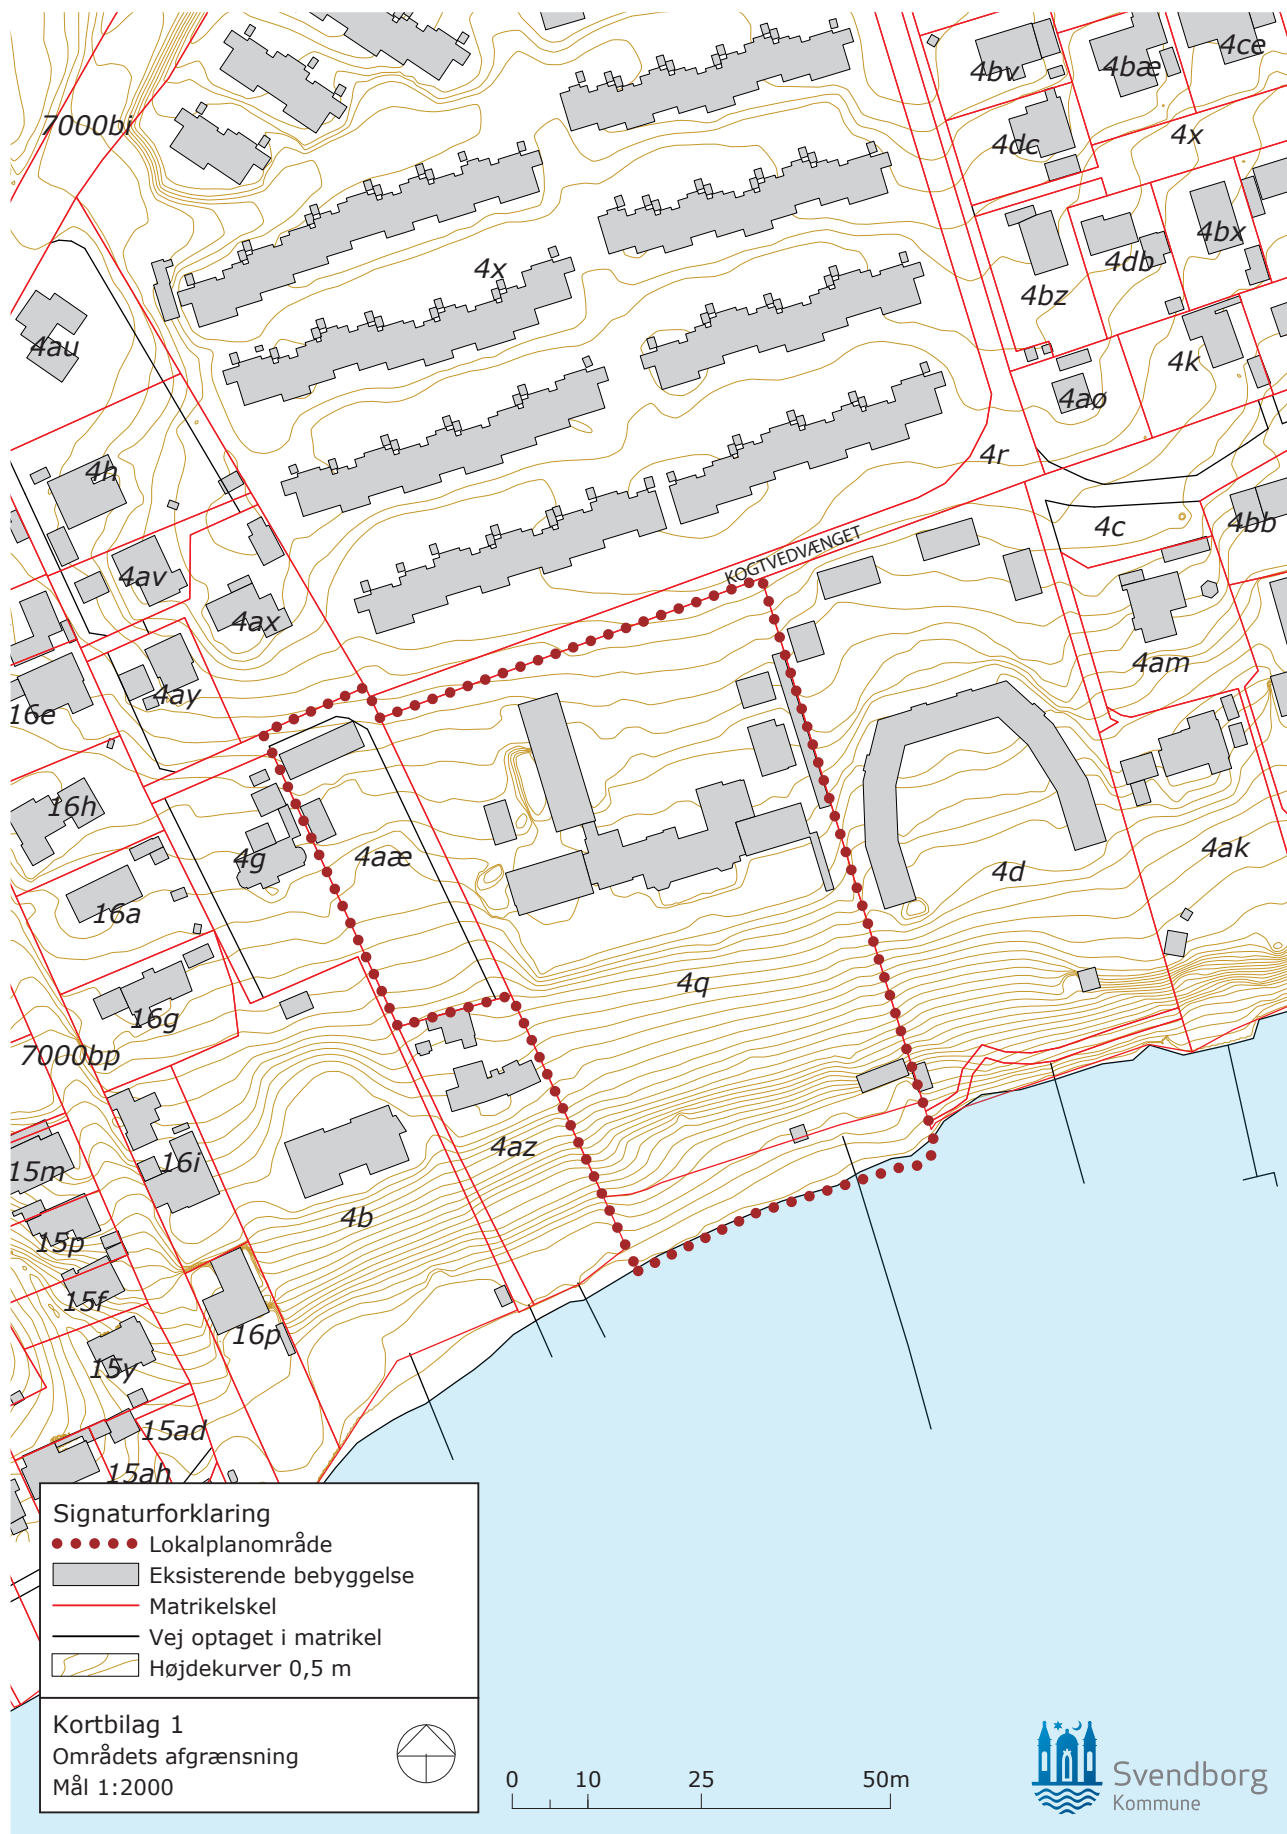 4ce
4bv
4bæ
7000bi
4x
4dc
4bx
4x
4db
4bz
4au
4k
4aø
4r
4h
4c
4bb
KOGTVEDVÆNGET
4av
4ax
4am
4ay
16e
16h
4g
4aæ
4ak
4d
16a
4q
16g
7000bp
4az
16i
15m
4b
15p
15f
16p
15y
15ad
15ah
Signaturforklaring
Lokalplanområde
Eksisterende bebyggelse
Matrikelskel
Vej optaget i matrikel
Højdekurver 0,5 m
Kortbilag 1
Områdets afgrænsning
Mål 1:2000
0 10 25 50m
Svendborg
Kommune